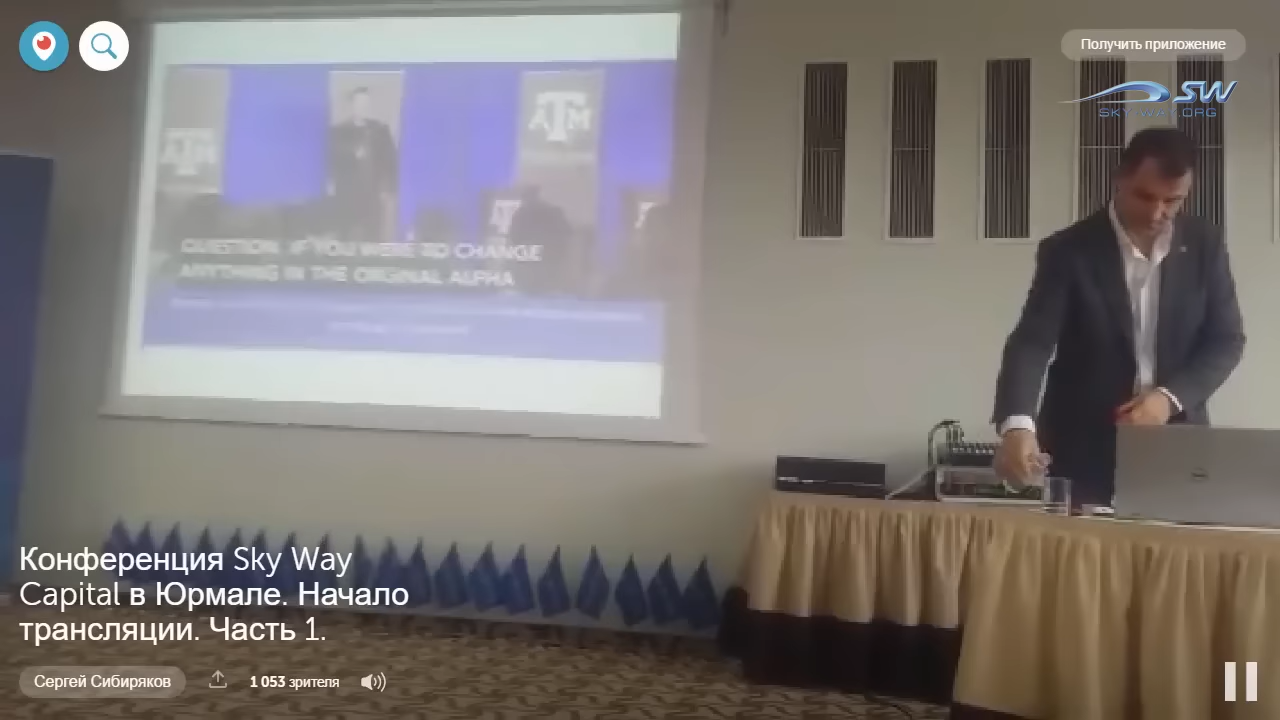 Получить приложение
SW
SKY-WAY.ORG
ATM
ATM
QUESTION: IF YOU WERE TO CHANGE
ANYTHING IN THE ORIGINAL ALPHA
Конференция Sky Way
Capital в Юрмале. Начало
трансляции. Часть 1.
Сергей Сибиряков
1 053 зрителя